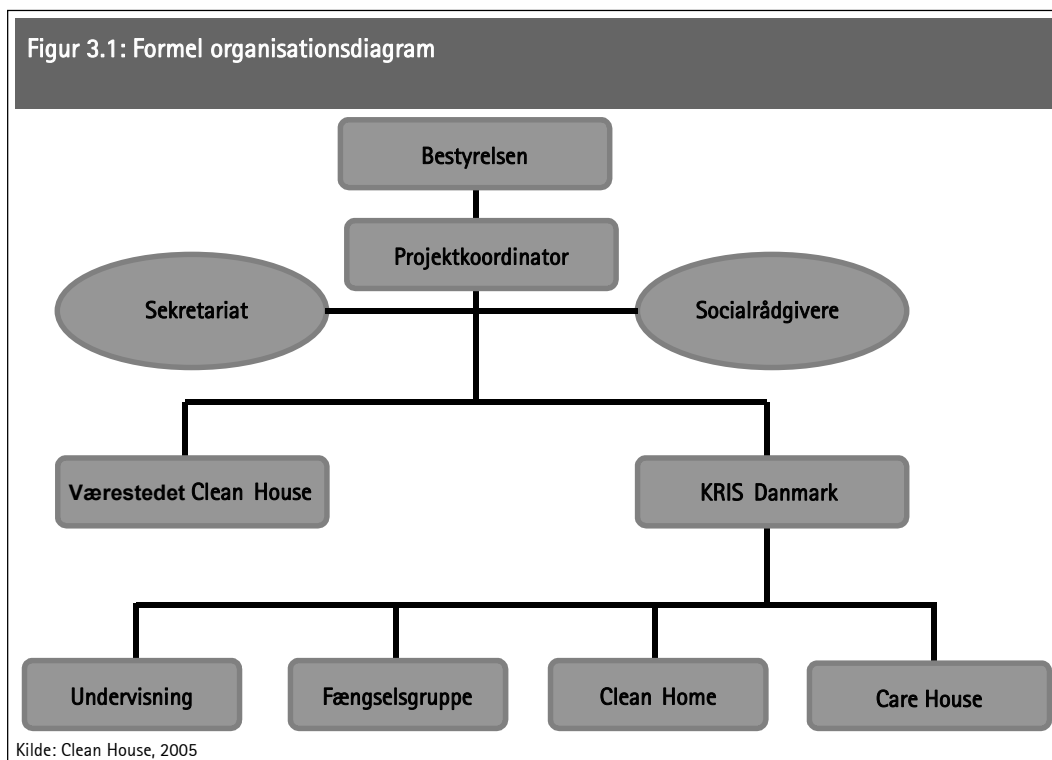 Figur 3.1: Formel organisationsdiagram
Bestyrelsen
Projektkoordinator
Sekretariat
Socialrådgivere
Værestedet Clean House
KRIS Danmark
Undervisning
Fængselsgruppe
Clean Home
Care House
Kilde: Clean House, 2005